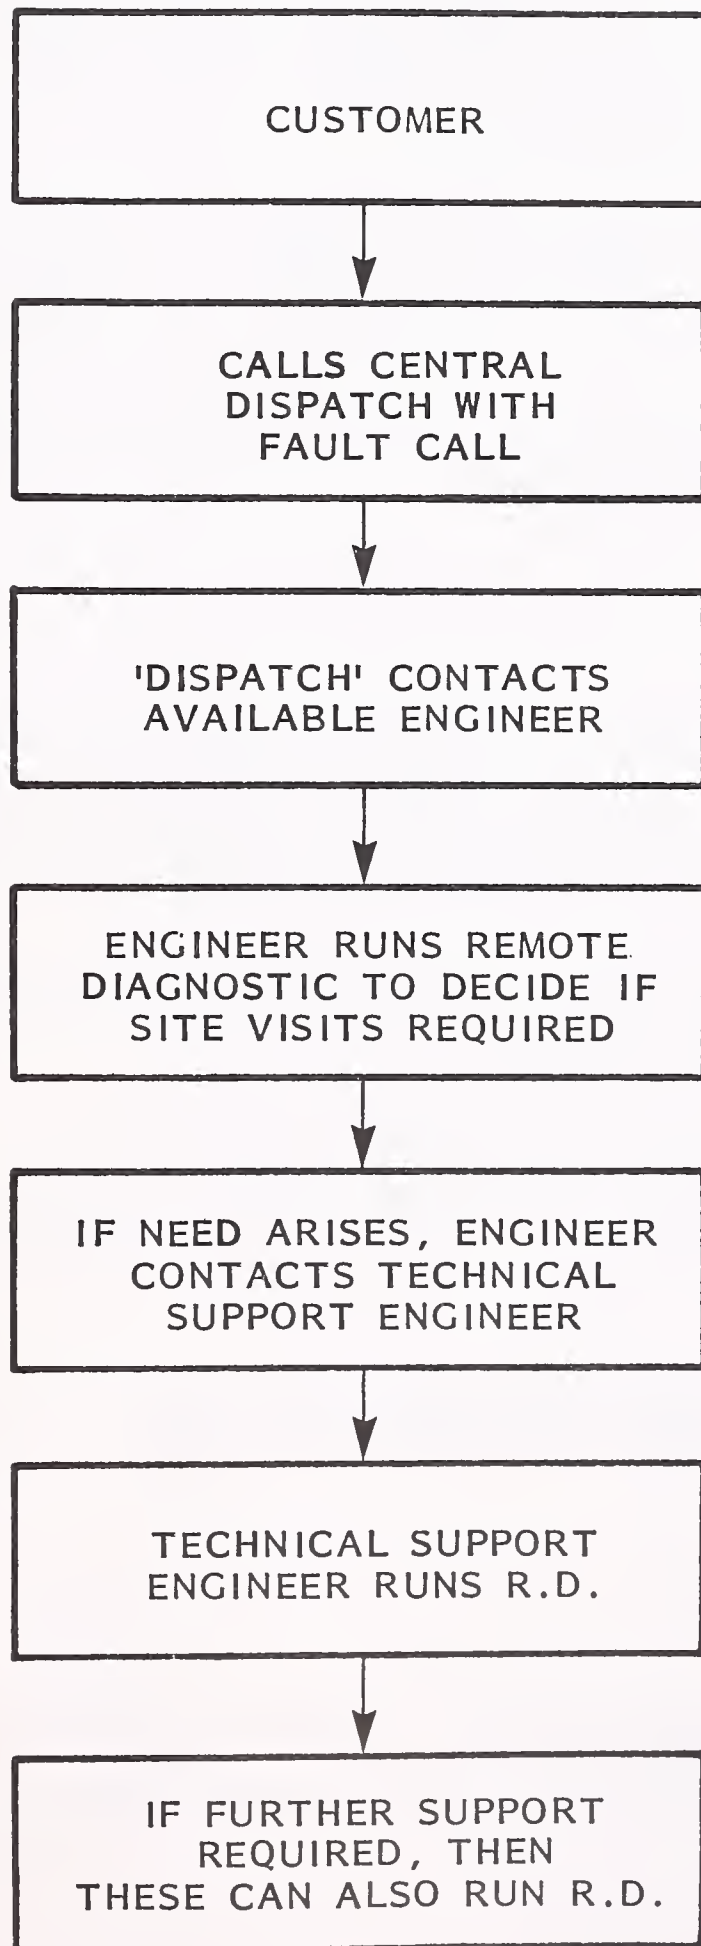 CUSTOMER
CALLS CENTRAL
DISPATCH WITH
FAULT CALL
'DISPATCH' CONTACTS
AVAILABLE ENGINEER
ENGINEER RUNS REMOTE
DIAGNOSTIC TO DECIDE IF
SITE VISITS REQUIRED
IF NEED ARISES, ENGINEER
CONTACTS TECHNICAL
SUPPORT ENGINEER
TECHNICAL SUPPORT
ENGINEER RUNS R.D.
IF FURTHER SUPPORT
REQUIRED, THEN
THESE CAN ALSO RUN R.D.